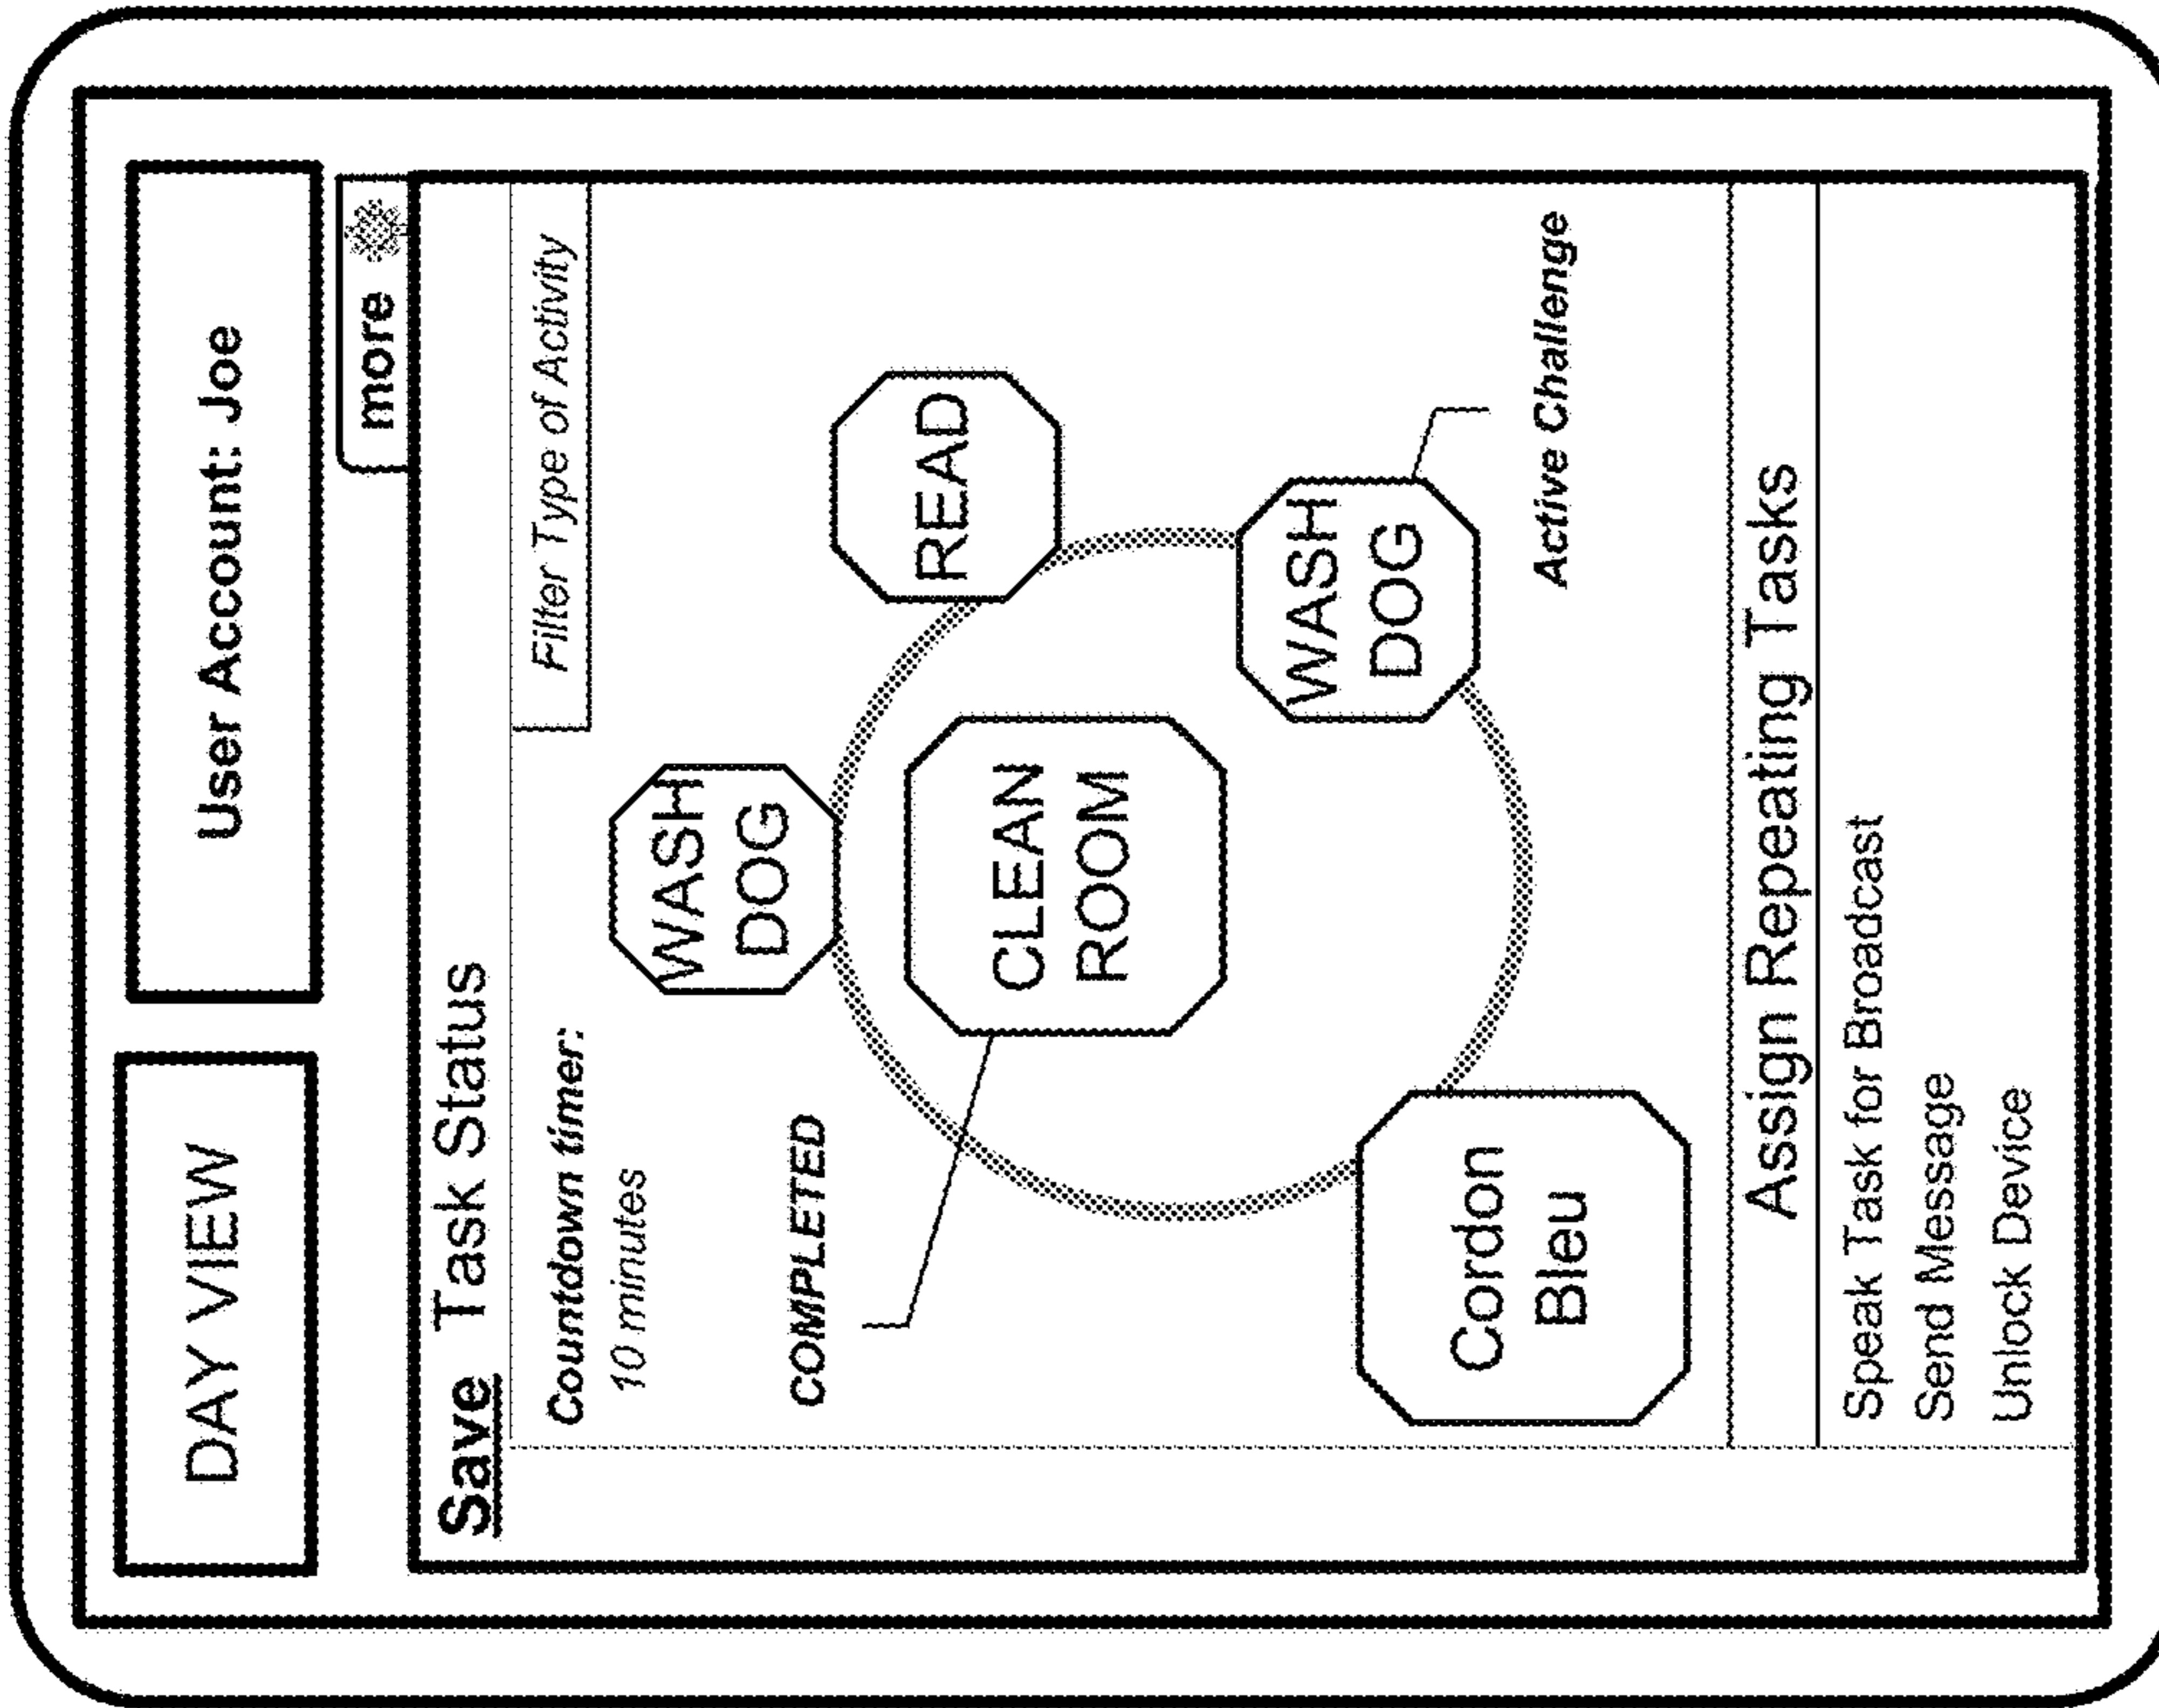 DAY VIEW
User Account: Joe
more
Save Task Status
Filter Type of Activity
Countdown timer:
10 minutes
WASH
DOG
COMPLETED
READ
CLEAN
ROOM
WASH
DOG
Cordon
Bleu
Active Challenge
Assign Repeating Tasks
Speak Task for Broadcast
Send Message
Unlock Device